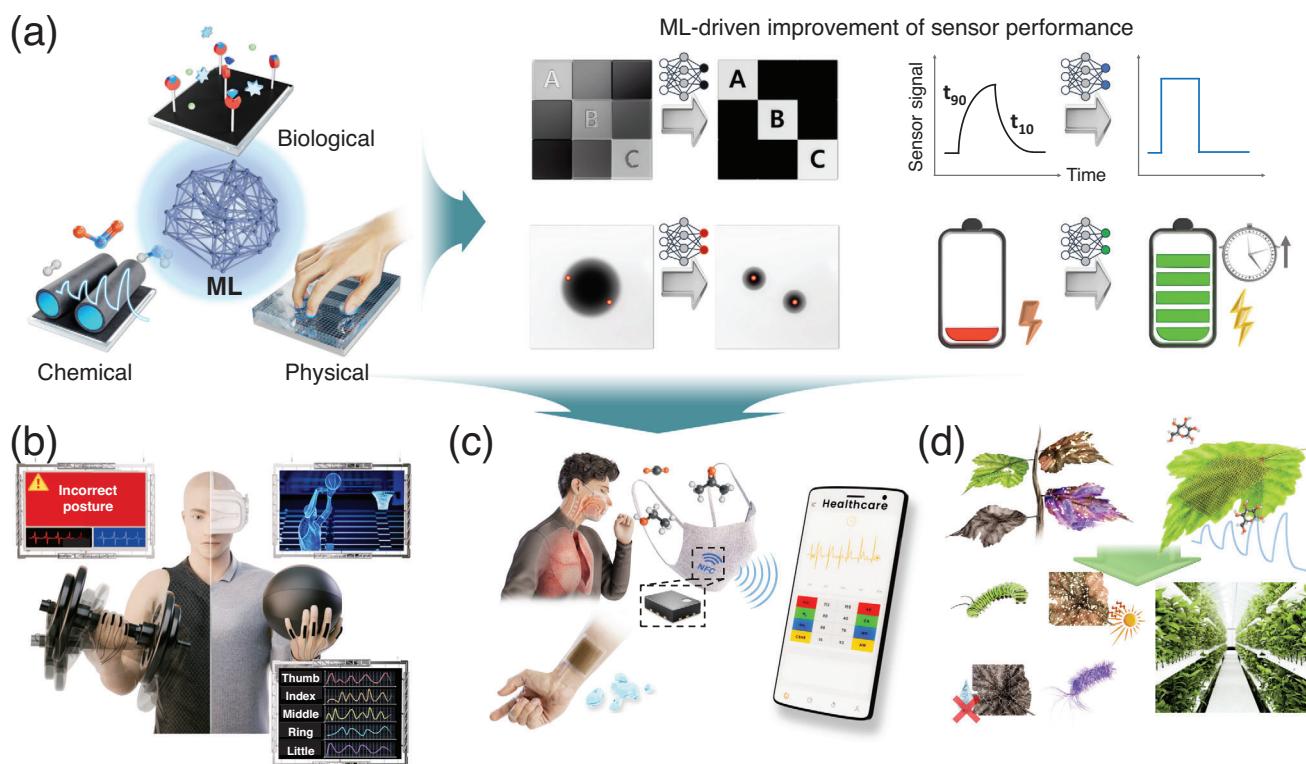 (a)
ML-driven improvement of sensor performance
Biological
ML
Chemical
Physical
A
B
C
A
B
C
Sensor signal
t90
t10
Time
(b)
Incorrect
posture
Thumb
Index
Middle
Ring
Little
(c)
NFC
Healthcare
(d)